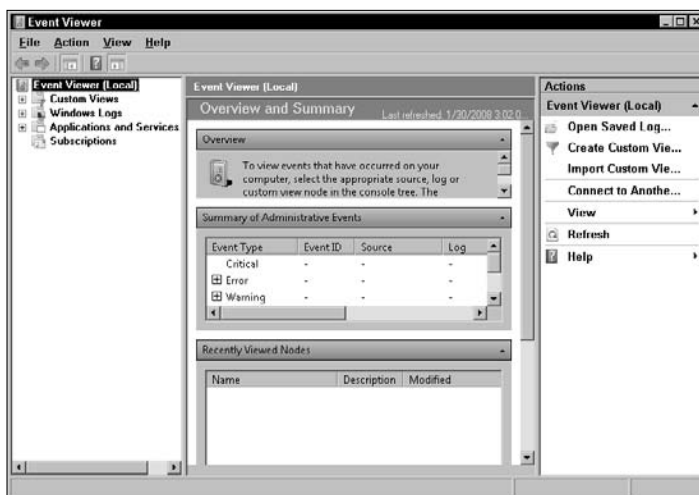 Event Viewer
File Action View Help
Event Viewer (Local)
Custom Views
Windows Logs
Applications and Services
Subscriptions
Event Viewer (Local)
Overview and Summary
Last refreshed: 1/30/2008 3:02:0
Overview
To view events that have occurred on your
computer, select the appropriate source, log or
custom view node in the console tree. The
Summary of Administrative Events
Event Type Event ID Source Log
Critical - - -
Error - - -
Warning - - -
Recently Viewed Nodes
Name Description Modified
Actions
Event Viewer (Local)
Open Saved Log...
Create Custom Vie...
Import Custom Vie...
Connect to Anothe...
View
Refresh
Help